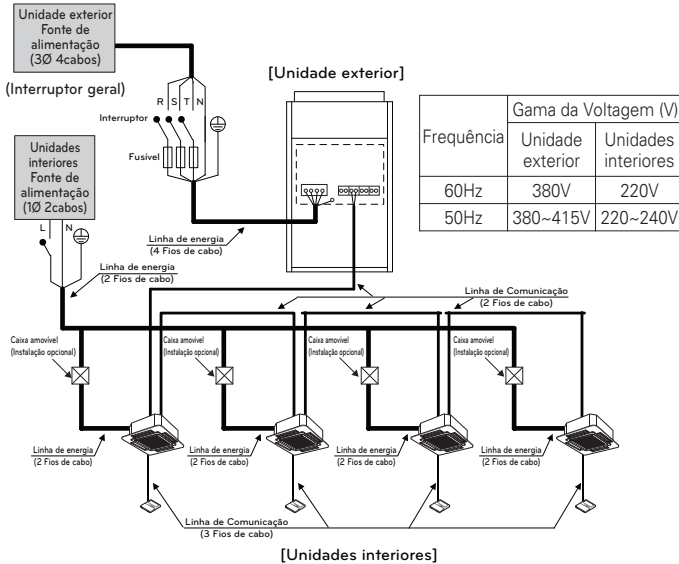 Unidade exterior
Fonte de
alimentação
(3Ø 4cabos)
(Interruptor geral)
R S T N
Interruptor
Fusível
[Unidade exterior]
Gama da Voltagem (V)
Frequência
Unidade exterior
Unidades interiores
60Hz 380V 220V
50Hz 380~415V 220~240V
Unidades
interiores
Fonte de
alimentação
(1Ø 2cabos)
L N
Linha de energia
(4 Fios de cabo)
Linha de energia
(2 Fios de cabo)
Linha de Comunicação
(2 Fios de cabo)
Caixa amovível
(Instalação opcional)
Caixa amovível
(Instalação opcional)
Caixa amovível
(Instalação opcional)
Caixa amovível
(Instalação opcional)
Linha de energia
(2 Fios de cabo)
Linha de energia
(2 Fios de cabo)
Linha de energia
(2 Fios de cabo)
Linha de energia
(2 Fios de cabo)
Linha de Comunicação
(3 Fios de cabo)
[Unidades interiores]